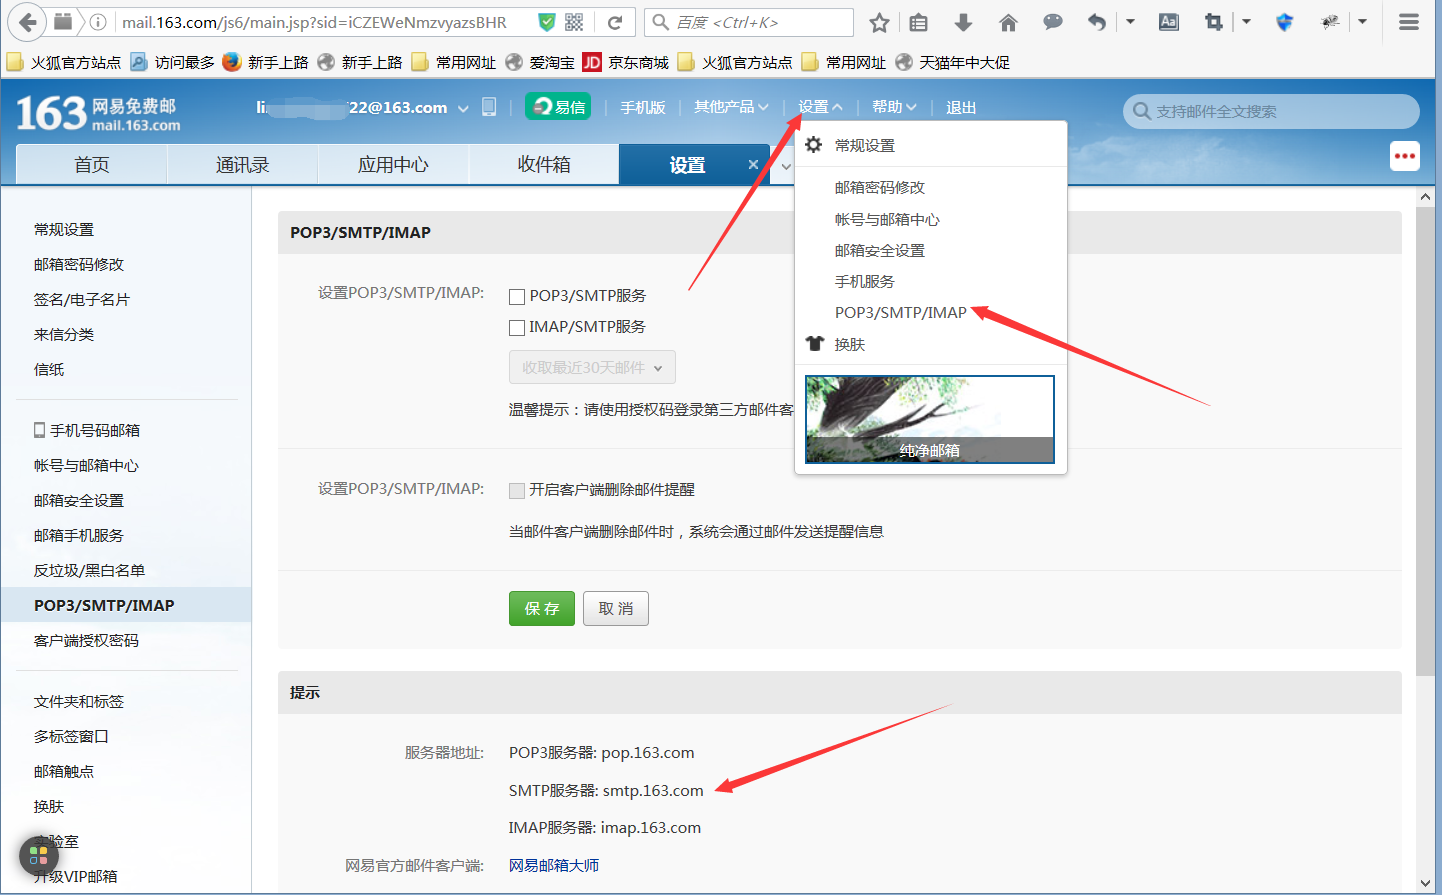 mail.163.com/js6/main.jsp?sid=iCZEWeNmzvyazsBHR
百度 <Ctrl+K>
火狐官方站点 访问最多 新手上路 新手上路 常用网址 爱淘宝 JD 京东商城 火狐官方站点 常用网址 天猫年中大促
163 网易免费邮
mail.163.com
li 22@163.com 易信 手机版 其他产品 设置 帮助 退出 支持邮件全文搜索
首页 通讯录 应用中心 收件箱 设置
常规设置
邮箱密码修改
帐号与邮箱中心
邮箱安全设置
手机服务
POP3/SMTP/IMAP
换肤
纯净邮箱
常规设置
邮箱密码修改
签名/电子名片
来信分类
信纸
手机号码邮箱
帐号与邮箱中心
邮箱安全设置
邮箱手机服务
反垃圾/黑白名单
POP3/SMTP/IMAP
客户端授权密码
文件夹和标签
多标签窗口
邮箱触点
换肤
实验室
升级VIP邮箱
POP3/SMTP/IMAP
设置POP3/SMTP/IMAP: POP3/SMTP服务
IMAP/SMTP服务
收取最近30天邮件
温馨提示：请使用授权码登录第三方邮件客
设置POP3/SMTP/IMAP: 开启客户端删除邮件提醒
当邮件客户端删除邮件时，系统会通过邮件发送提醒信息
保 存 取 消
提示
服务器地址: POP3服务器: pop.163.com
SMTP服务器: smtp.163.com
IMAP服务器: imap.163.com
网易官方邮件客户端: 网易邮箱大师